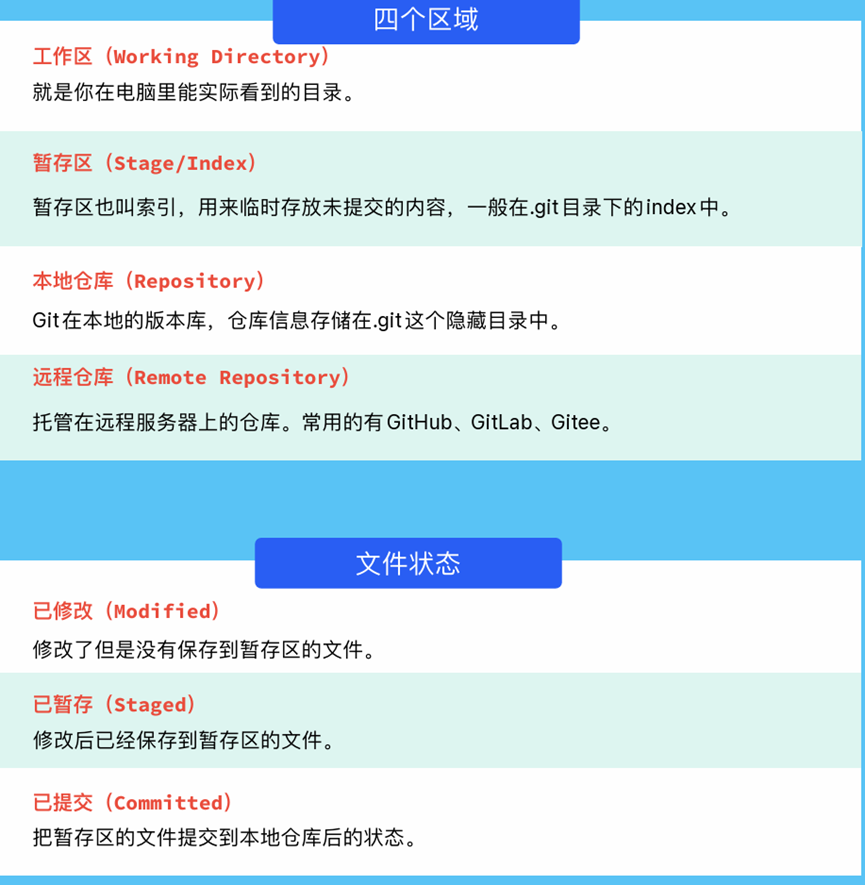 四个区域
工作区（Working Directory）
就是你在电脑里能实际看到的目录。
暂存区（Stage/Index）
暂存区也叫索引，用来临时存放未提交的内容，一般在.git目录下的index中。
本地仓库（Repository）
Git在本地的版本库，仓库信息存储在.git这个隐藏目录中。
远程仓库（Remote Repository）
托管在远程服务器上的仓库。常用的有GitHub、GitLab、Gitee。
文件状态
已修改（Modified）
修改了但是没有保存到暂存区的文件。
已暂存（Staged）
修改后已经保存到暂存区的文件。
已提交（Committed）
把暂存区的文件提交到本地仓库后的状态。